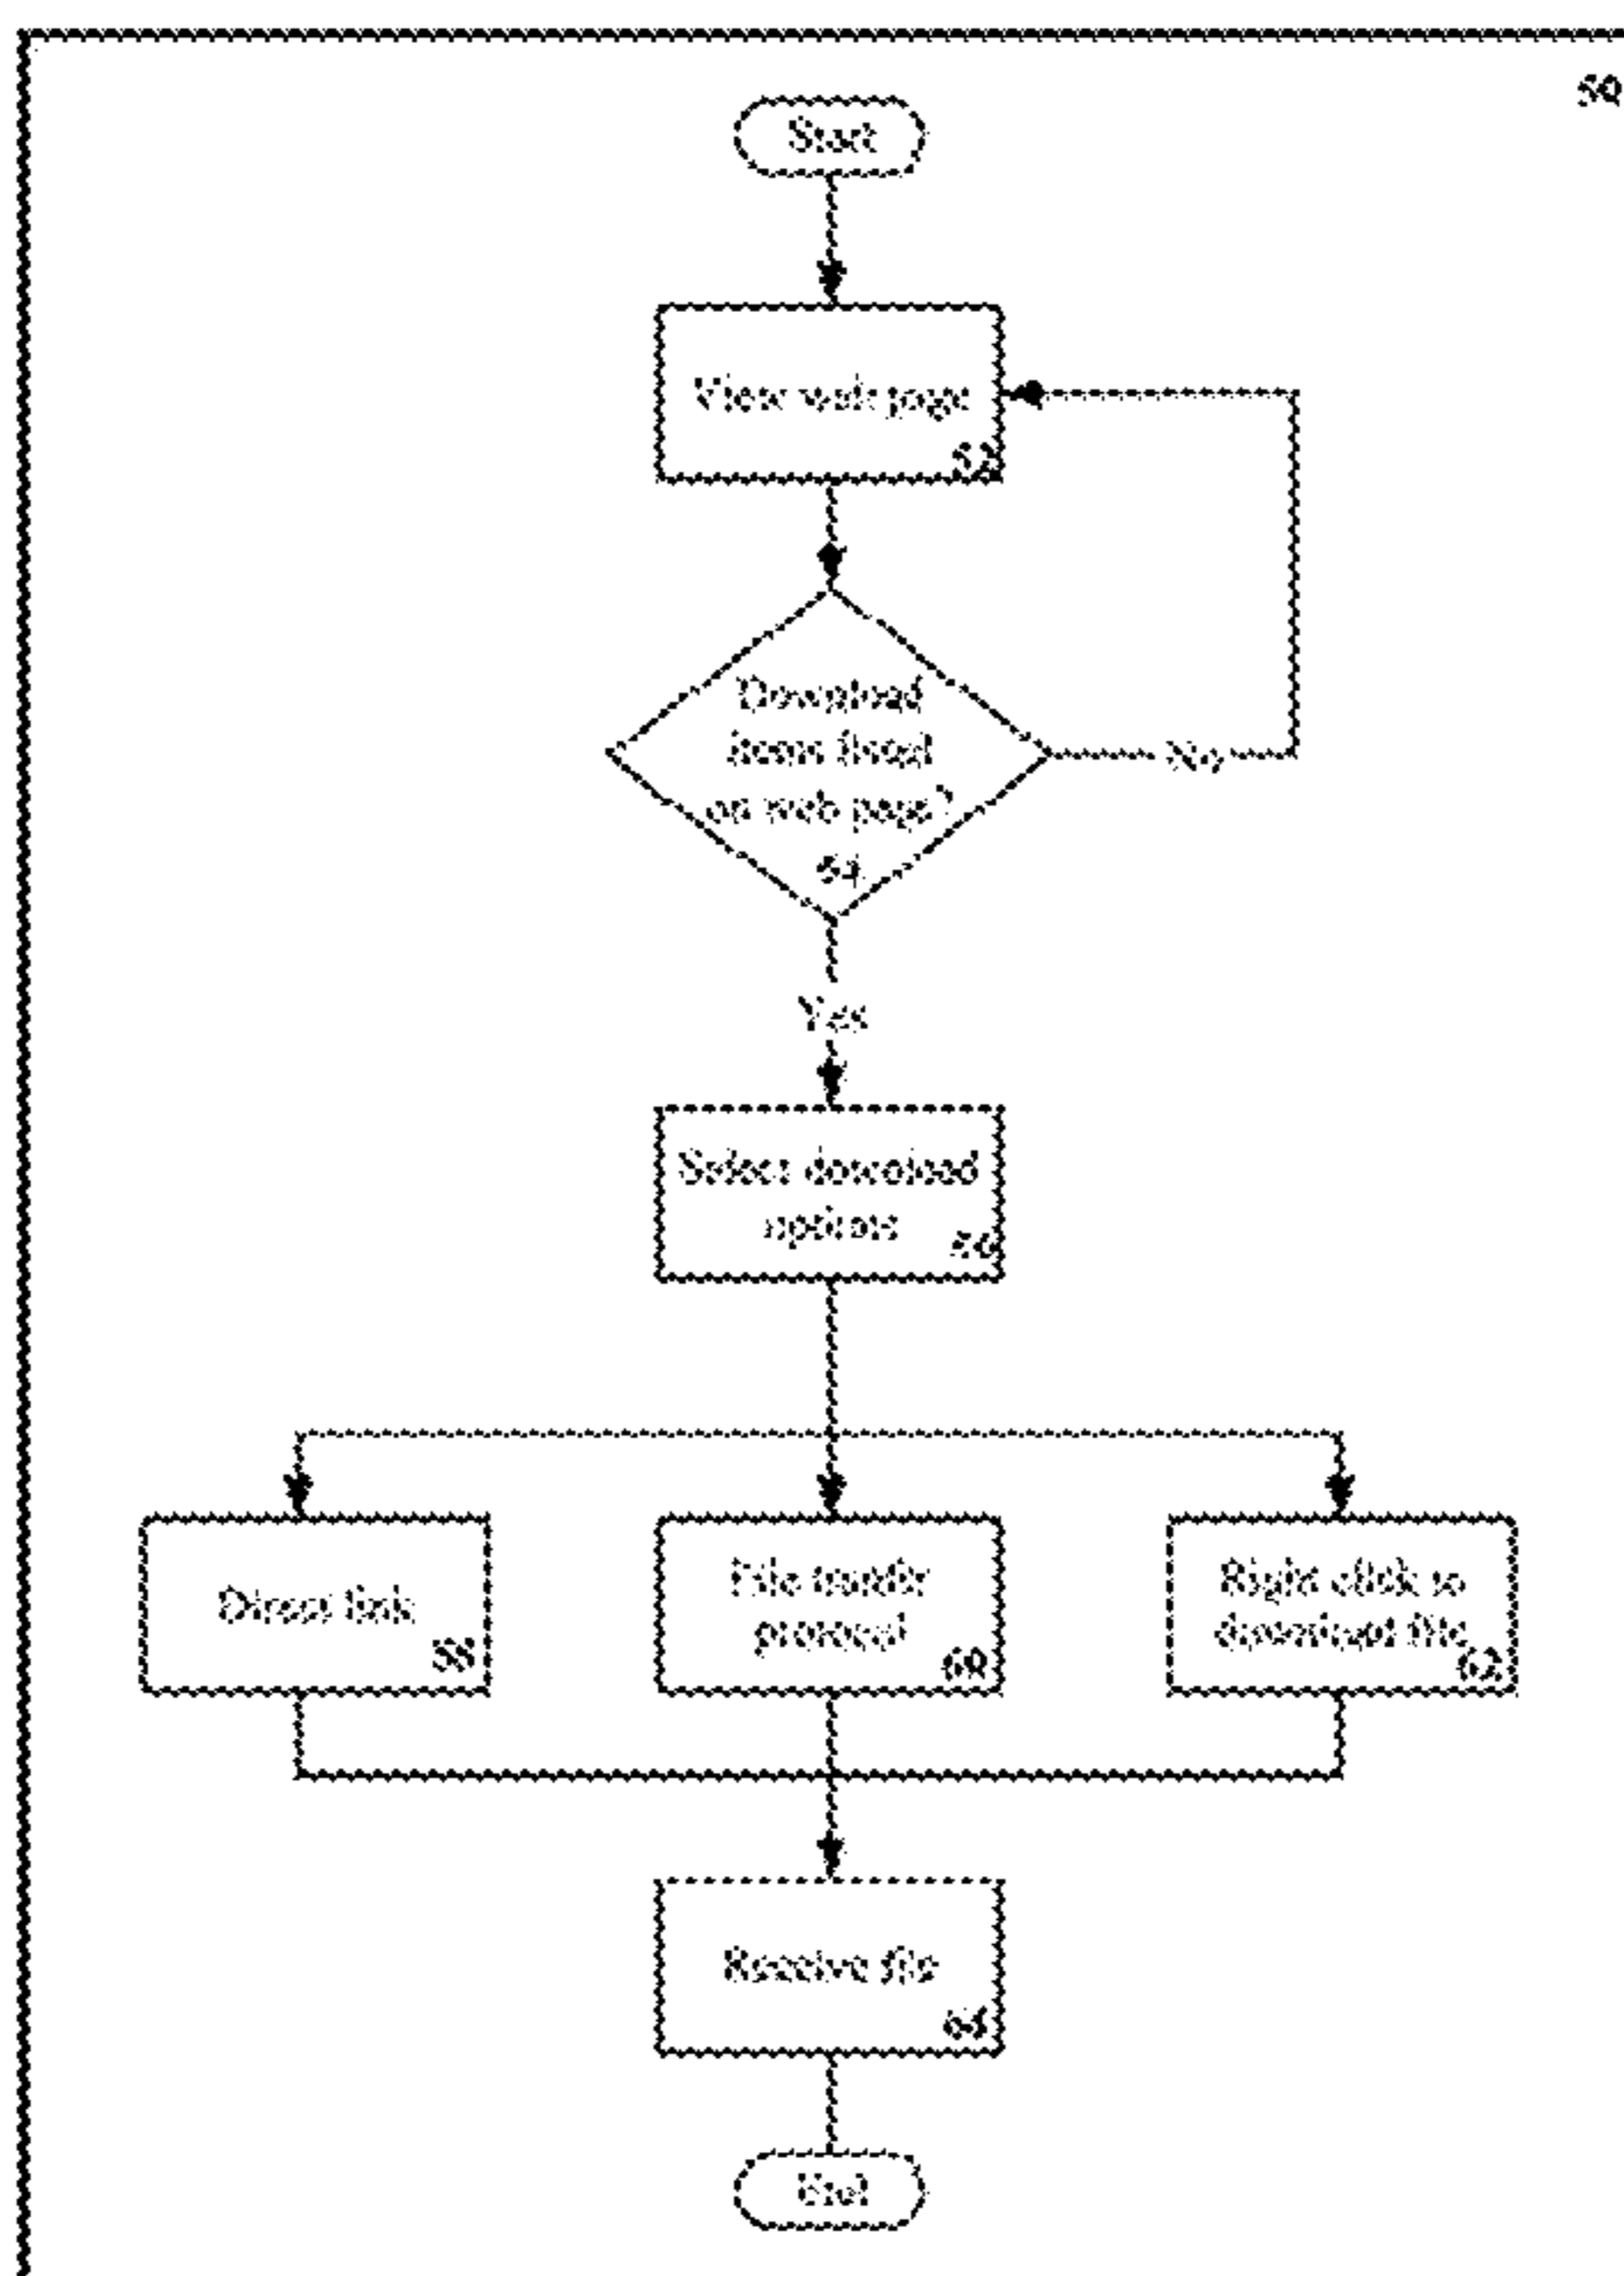 50
Start
View web page
52
Download
items listed
on web page?
54
No
Yes
Select download
options
56
Direct link
58
File transfer
protocol
60
Right click to
download file
62
Receive file
64
End